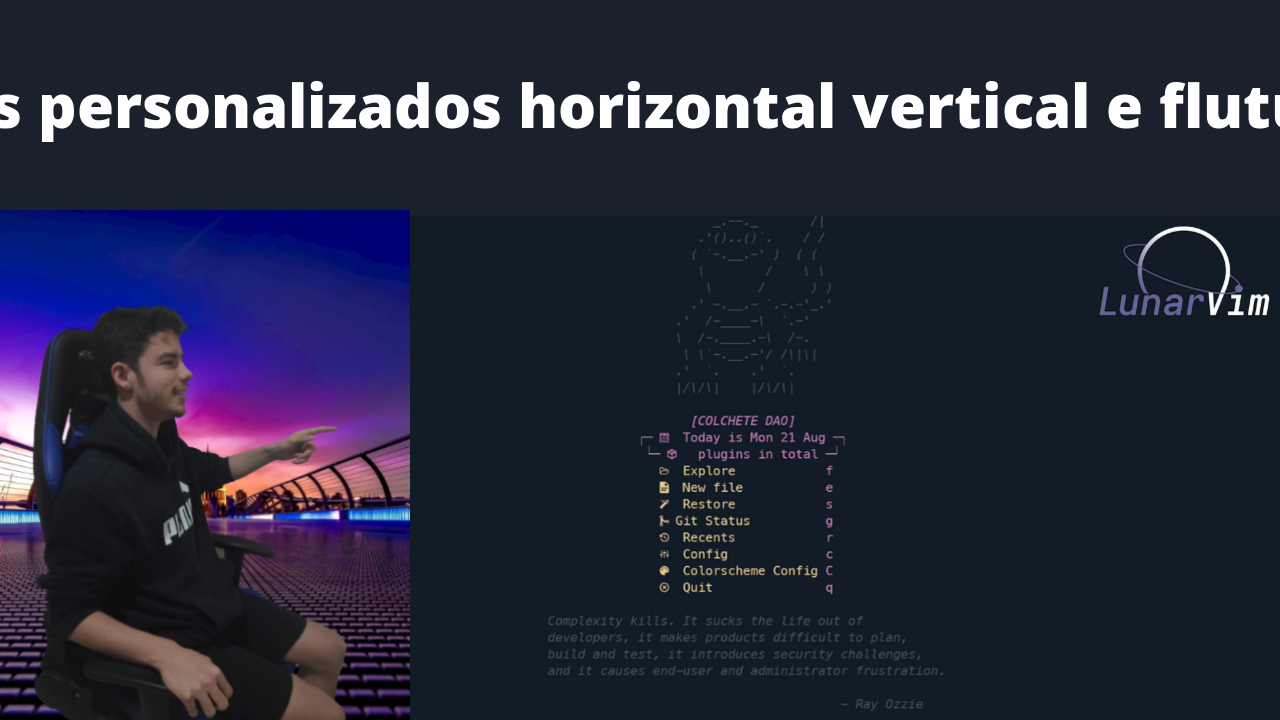 s personalizados horizontal vertical e flutu
LunarVim
[COLCHETE DAO]
Today is Mon 21 Aug
plugins in total
Explore f
New file e
Restore s
Git Status g
Recents r
Config c
Colorscheme Config C
Quit q
Complexity kills. It sucks the life out of
developers, it makes products difficult to plan,
build and test, it introduces security challenges,
and it causes end-user and administrator frustration.
— Ray Ozzie